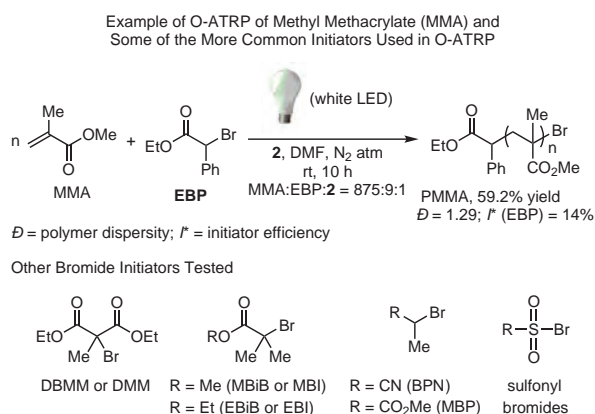 Example of O-ATRP of Methyl Methacrylate (MMA) and
Some of the More Common Initiators Used in O-ATRP
(white LED)
n
Me
OMe
O
MMA
+
EtO
O
Br
Ph
EBP
2, DMF, N2 atm
rt, 10 h
MMA:EBP:2 = 875:9:1
EtO
O
Ph
Me
Br
n
CO2Me
PMMA, 59.2% yield
Đ = 1.29; I* (EBP) = 14%
Đ = polymer dispersity; I* = initiator efficiency
Other Bromide Initiators Tested
O O
EtO OEt
Me Br
DBMM or DMM
O
RO Br
Me Me
R = Me (MBiB or MBI)
R = Et (EBiB or EBI)
R Br
Me
R = CN (BPN)
R = CO2Me (MBP)
O
R–S–Br
O
sulfonyl
bromides